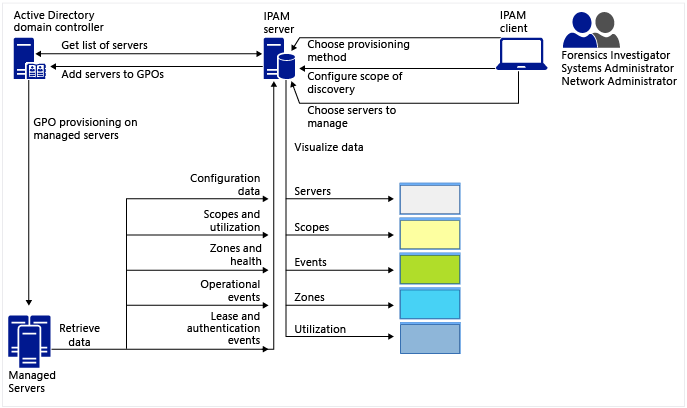 Active Directory
domain controller
IPAM
server
IPAM
client
Get list of servers
Add servers to GPOs
Choose provisioning
method
Configure scope of
discovery
Choose servers to
manage
Forensics Investigator
Systems Administrator
Network Administrator
GPO provisioning on
managed servers
Visualize data
Configuration
data
Scopes and
utilization
Zones and
health
Operational
events
Lease and
authentication
events
Servers
Scopes
Events
Zones
Utilization
Retrieve
data
Managed
Servers